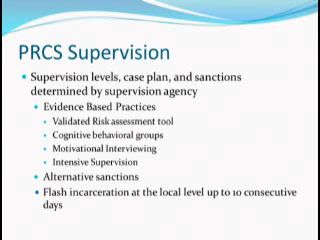 PRCS Supervision
Supervision levels, case plan, and sanctions
determined by supervision agency
Evidence Based Practices
Validated Risk assessment tool
Cognitive behavioral groups
Motivational Interviewing
Intensive Supervision
Alternative sanctions
Flash incarceration at the local level up to 10 consecutive
days